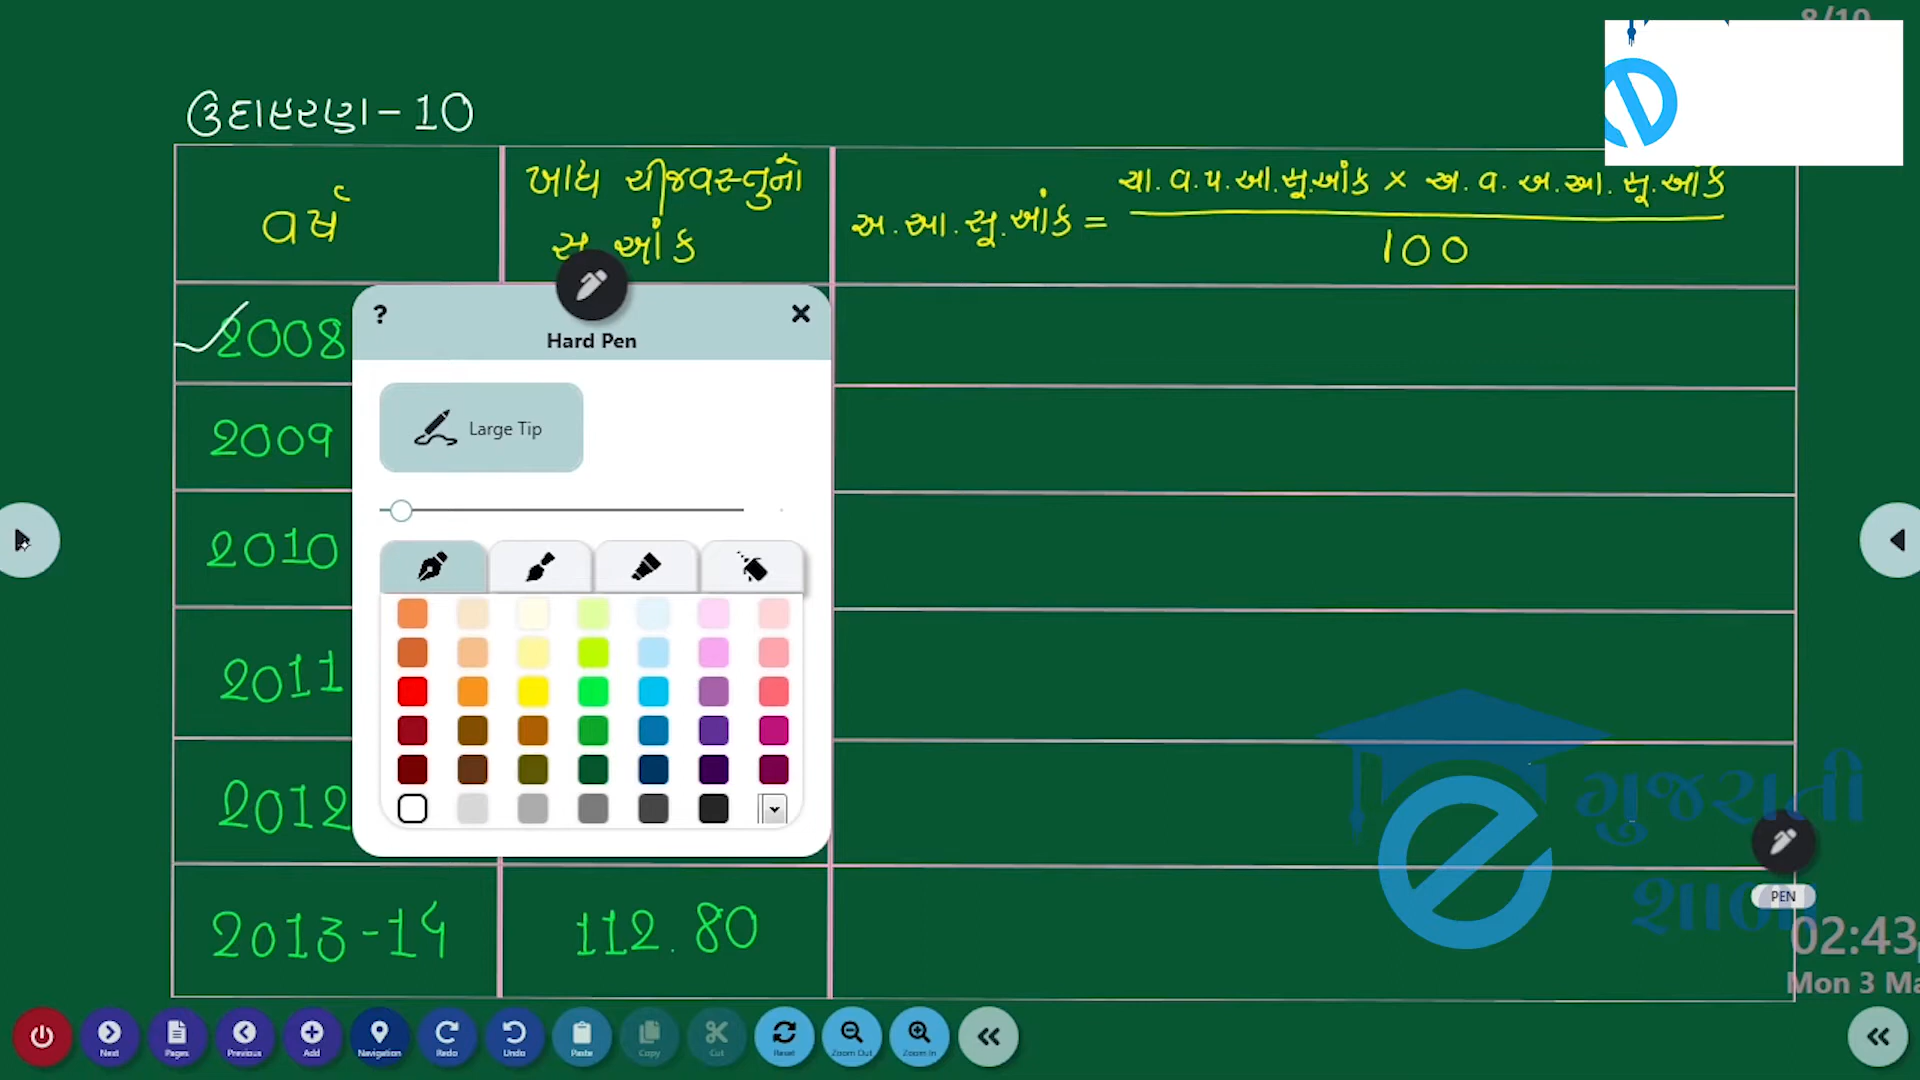 8/10
ઉદાહરણ - 10
વર્ષ
ખાદ્ય ચીજવસ્તુનો
સૂ. આંક
અ.આ.સૂ.આંક = ચા.વ.પ.આ.સૂ.આંક × અ.વ.અ.આ.સૂ.આંક
100
2008
2009
2010
2011
2012
2013-14 112.80
?
Hard Pen
Large Tip
ગુજરાતી
શાળા
PEN
02:43
Mon 3 Ma
Next Pages Previous Add Navigation Redo Undo Paste Copy Cut Reset Zoom Out Zoom In